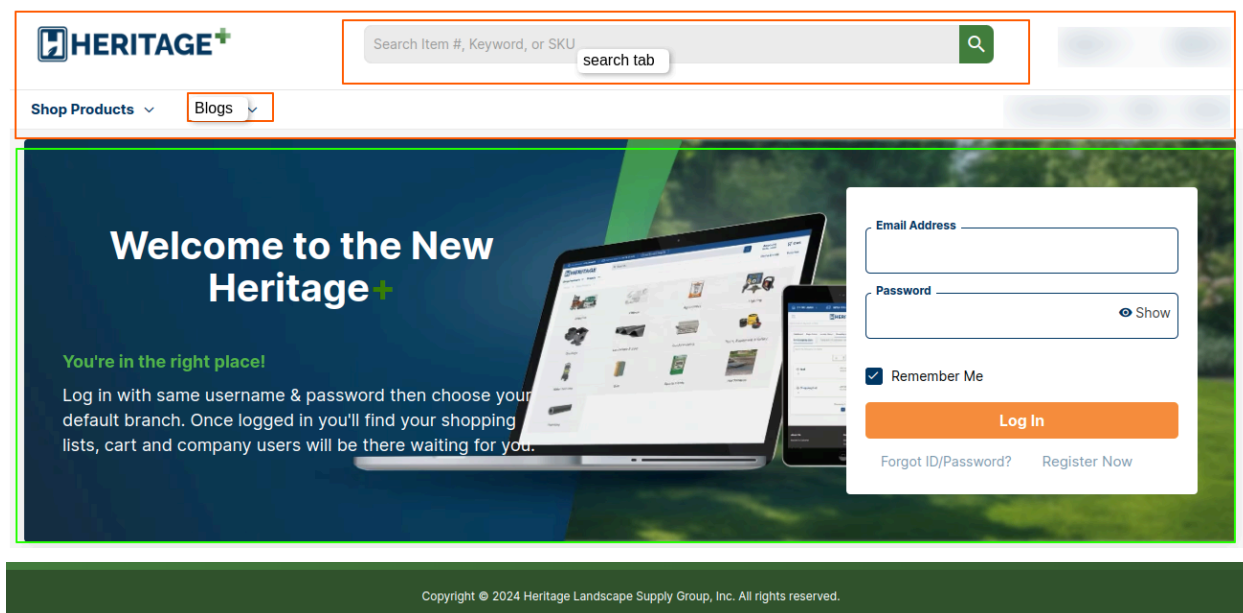 HERITAGE+
Search Item #, Keyword, or SKU
search tab
Shop Products
Blogs
Welcome to the New
Heritage+
You're in the right place!
Log in with same username & password then choose your
default branch. Once logged in you'll find your shopping
lists, cart and company users will be there waiting for you.
HERITAGE
Email Address
Password
Show
Remember Me
Log In
Forgot ID/Password? Register Now
Copyright © 2024 Heritage Landscape Supply Group, Inc. All rights reserved.